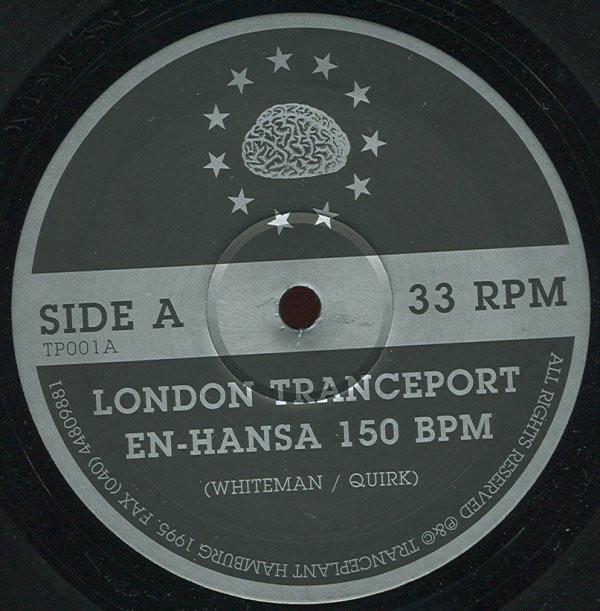 SIDE A
33 RPM
TP001A
LONDON TRANCEPORT
EN-HANSA 150 BPM
(WHITEMAN / QUIRK)
ALL RIGHTS RESERVED ℗&© TRANCEPLANT HAMBURG 1995. FAX (040) 44809881